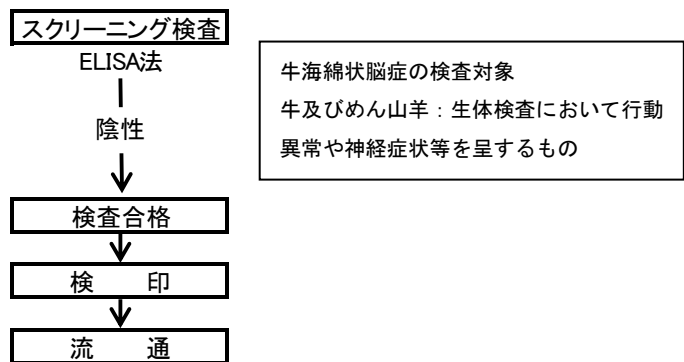 スクリーニング検査
ELISA法
陰性
検査合格
検　　印
流　　通
牛海綿状脳症の検査対象
牛及びめん山羊：生体検査において行動
異常や神経症状等を呈するもの